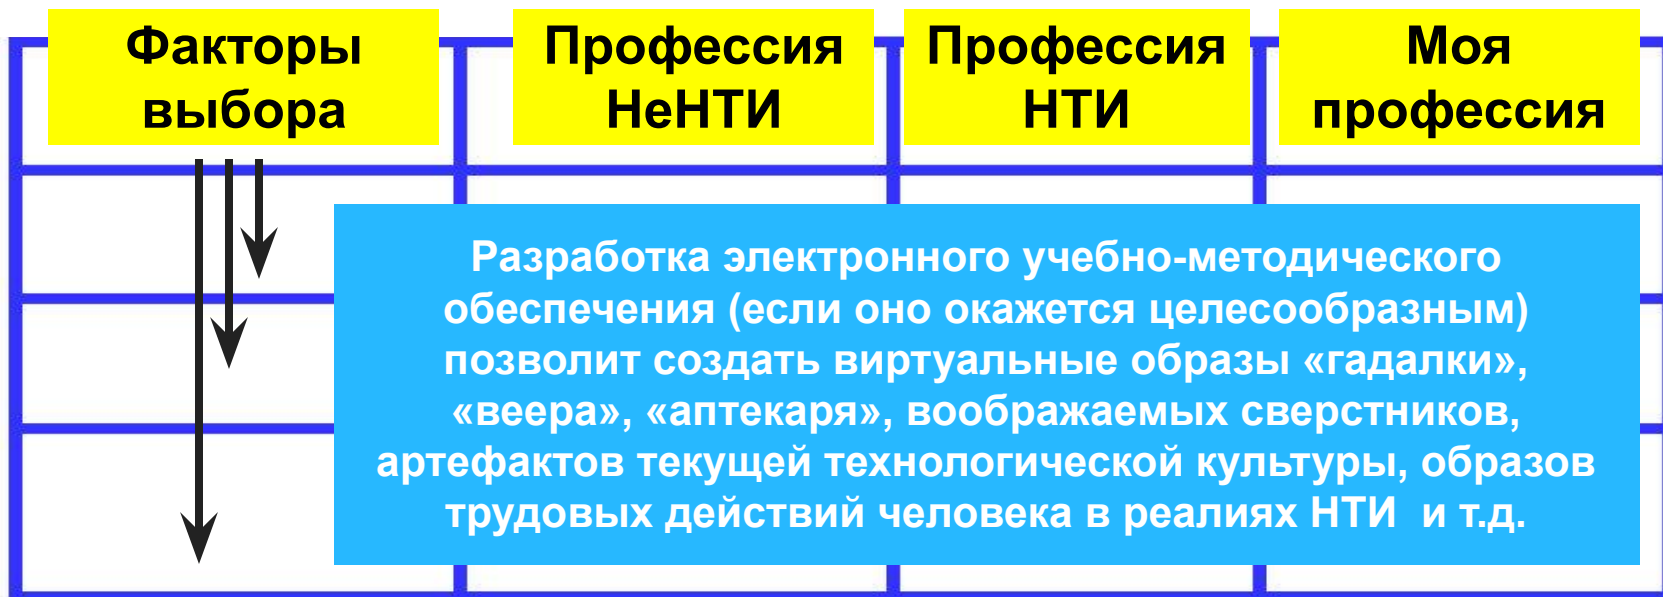 Факторы
выбора
Профессия
НеНТИ
Профессия
НТИ
Моя
профессия
Разработка электронного учебно-методического
обеспечения (если оно окажется целесообразным)
позволит создать виртуальные образы «гадалки»,
«веера», «аптекаря», воображаемых сверстников,
артефактов текущей технологической культуры, образов
трудовых действий человека в реалиях НТИ и т.д.